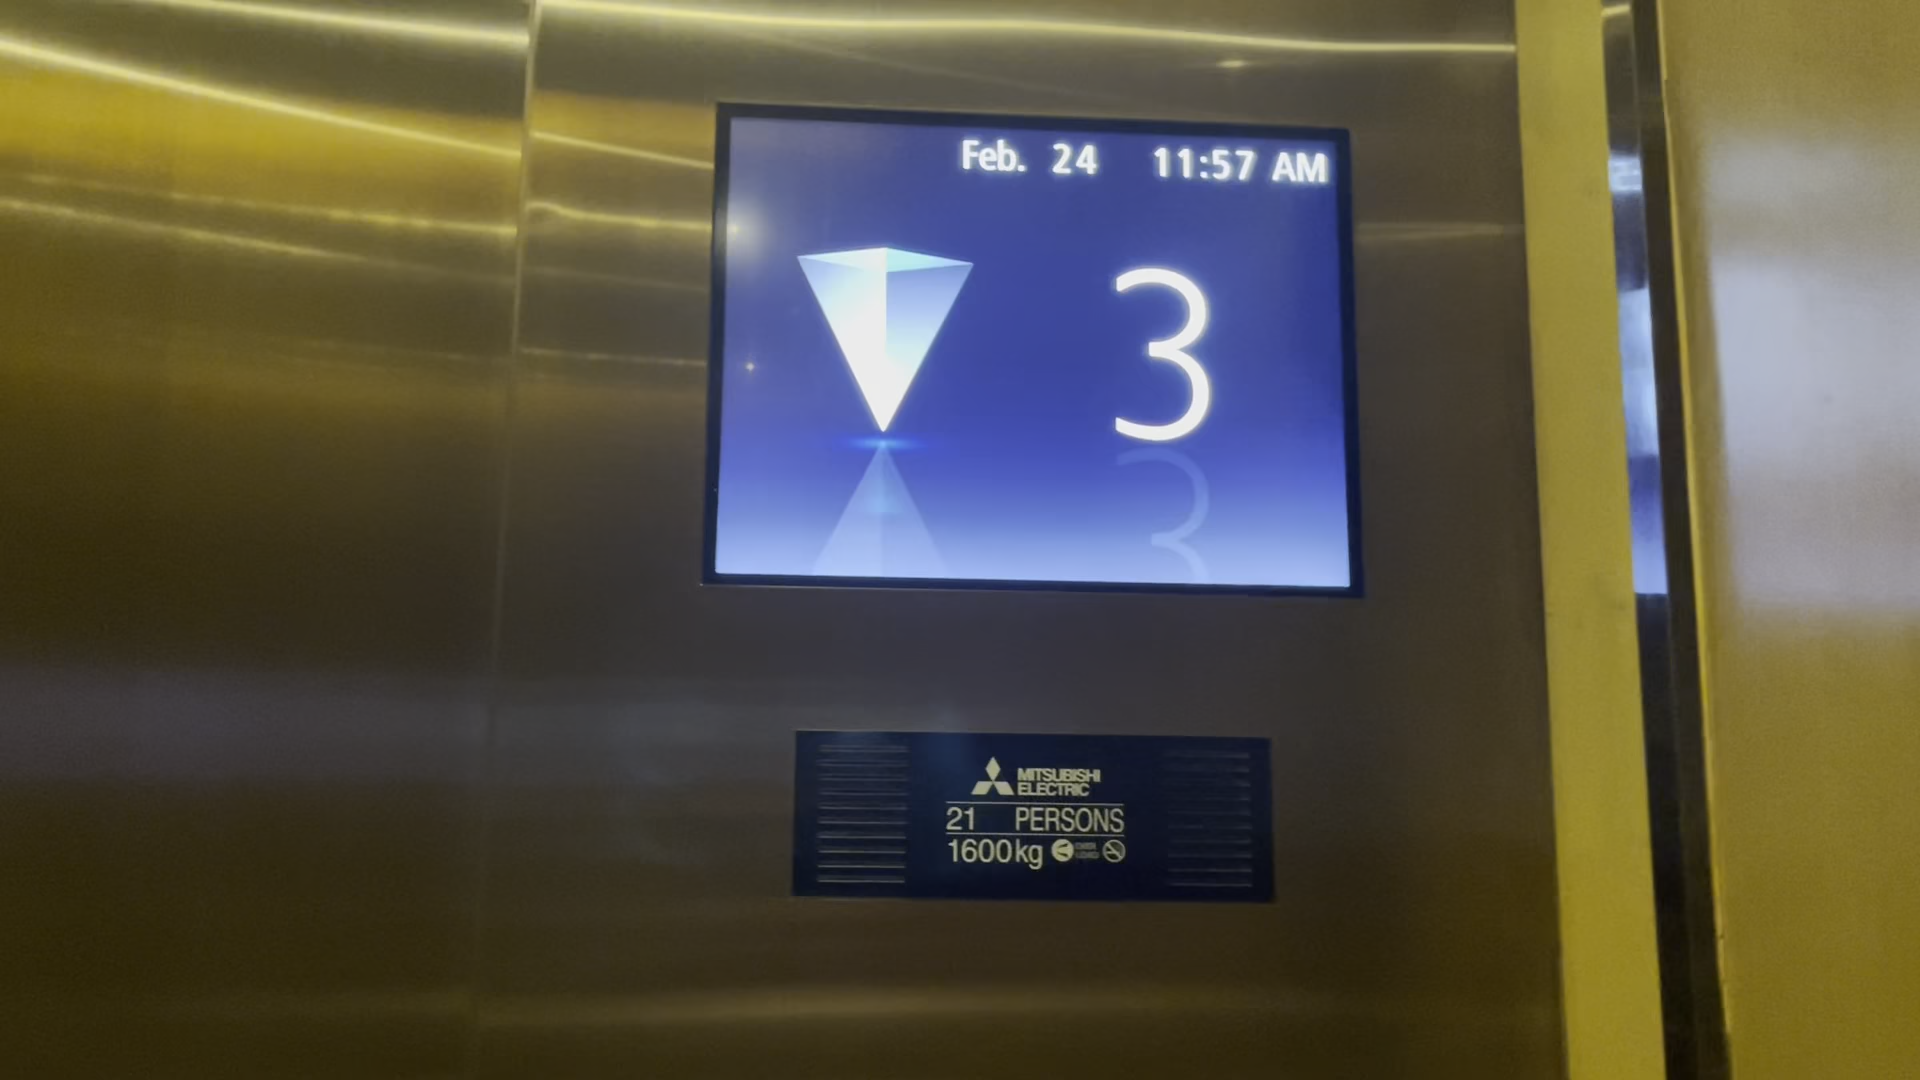 Feb. 24 11:57 AM
3
MITSUBISHI
ELECTRIC
21 PERSONS
1600kg